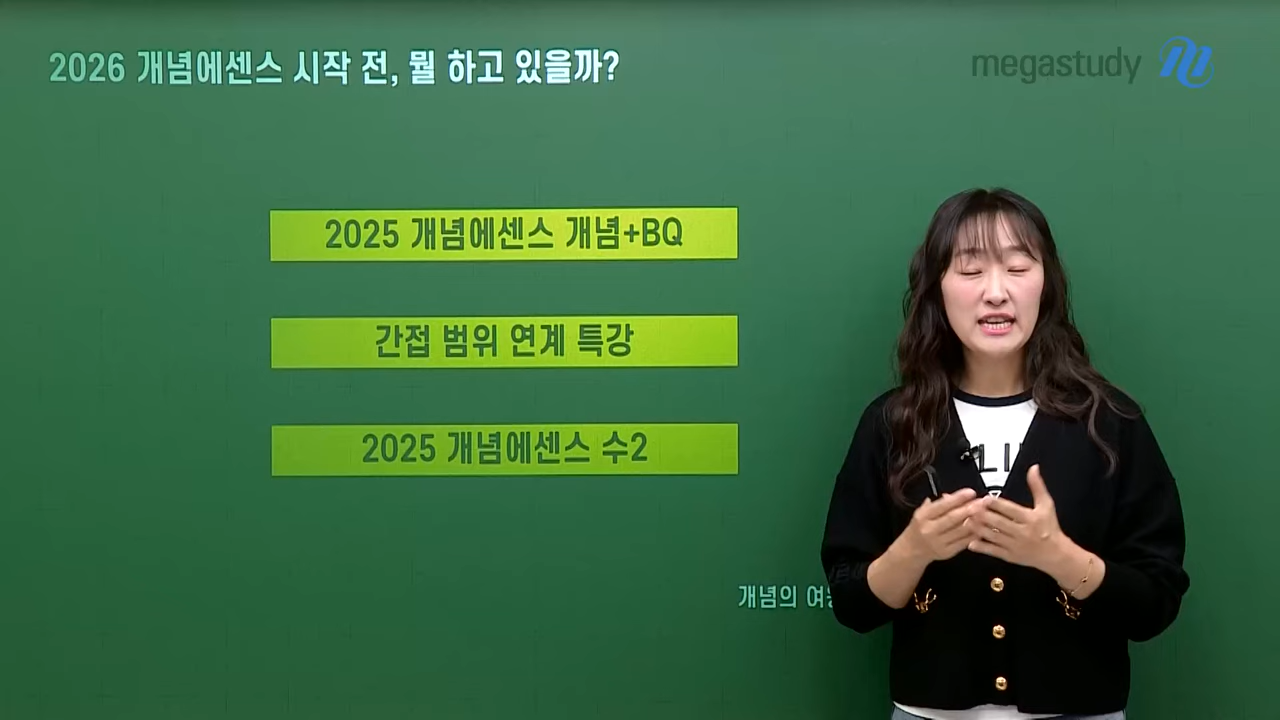 2026 개념에센스 시작 전, 뭘 하고 있을까?
megastudy
2025 개념에센스 개념+BQ
간접 범위 연계 특강
2025 개념에센스 수2
개념의